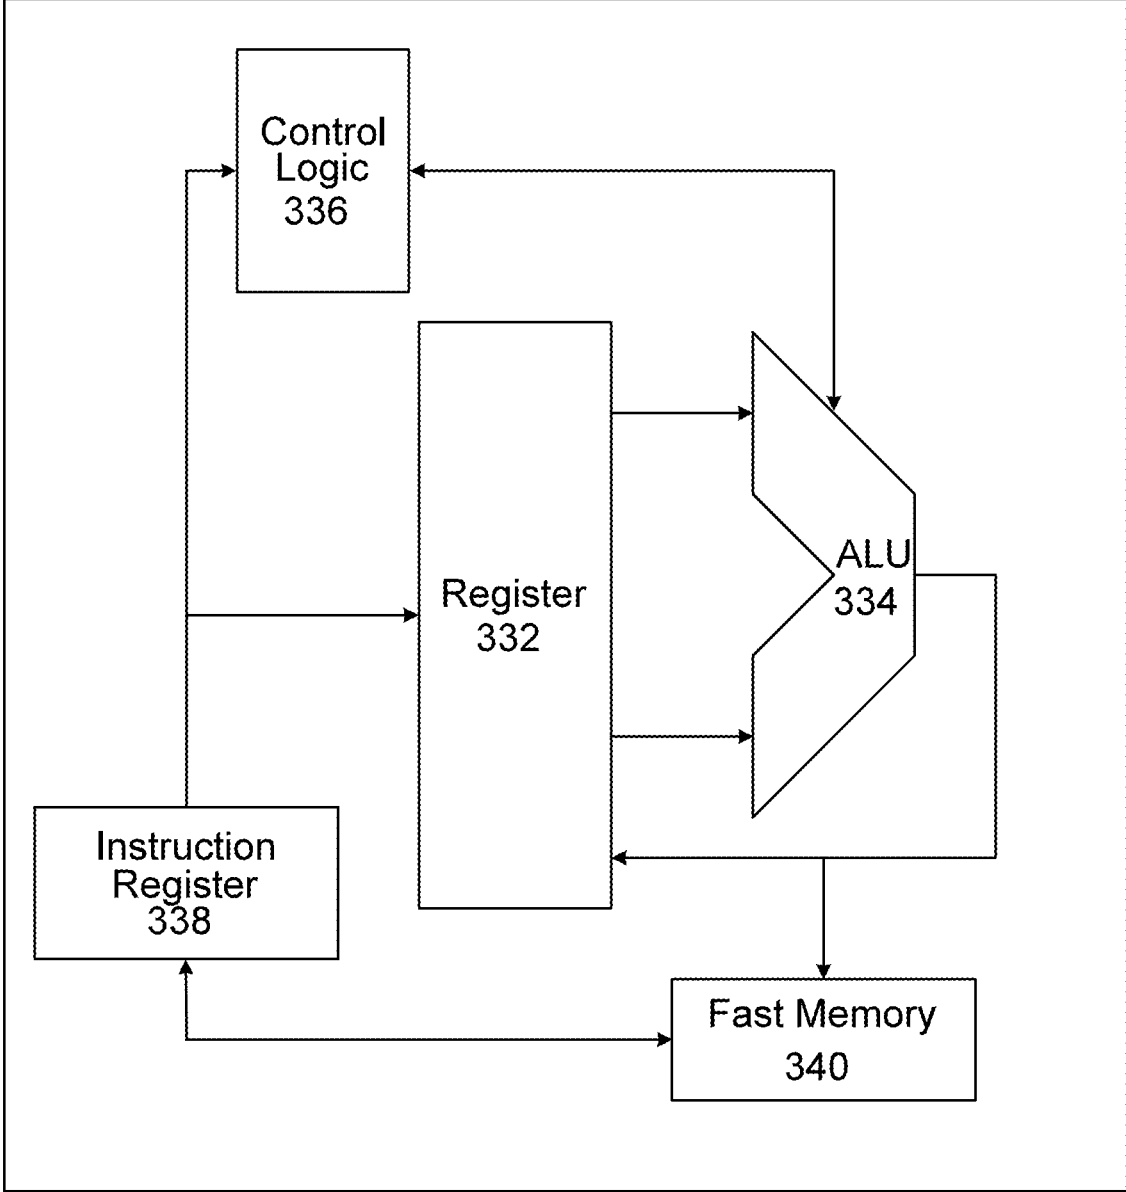 Control
Logic
336
Register
332
ALU
334
Instruction
Register
338
Fast Memory
340